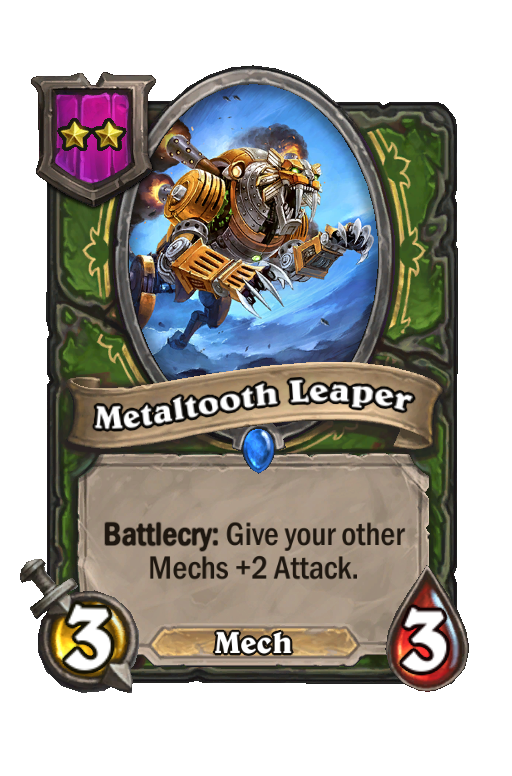 Metaltooth Leaper
Battlecry: Give your other
Mechs +2 Attack.
3
Mech
3